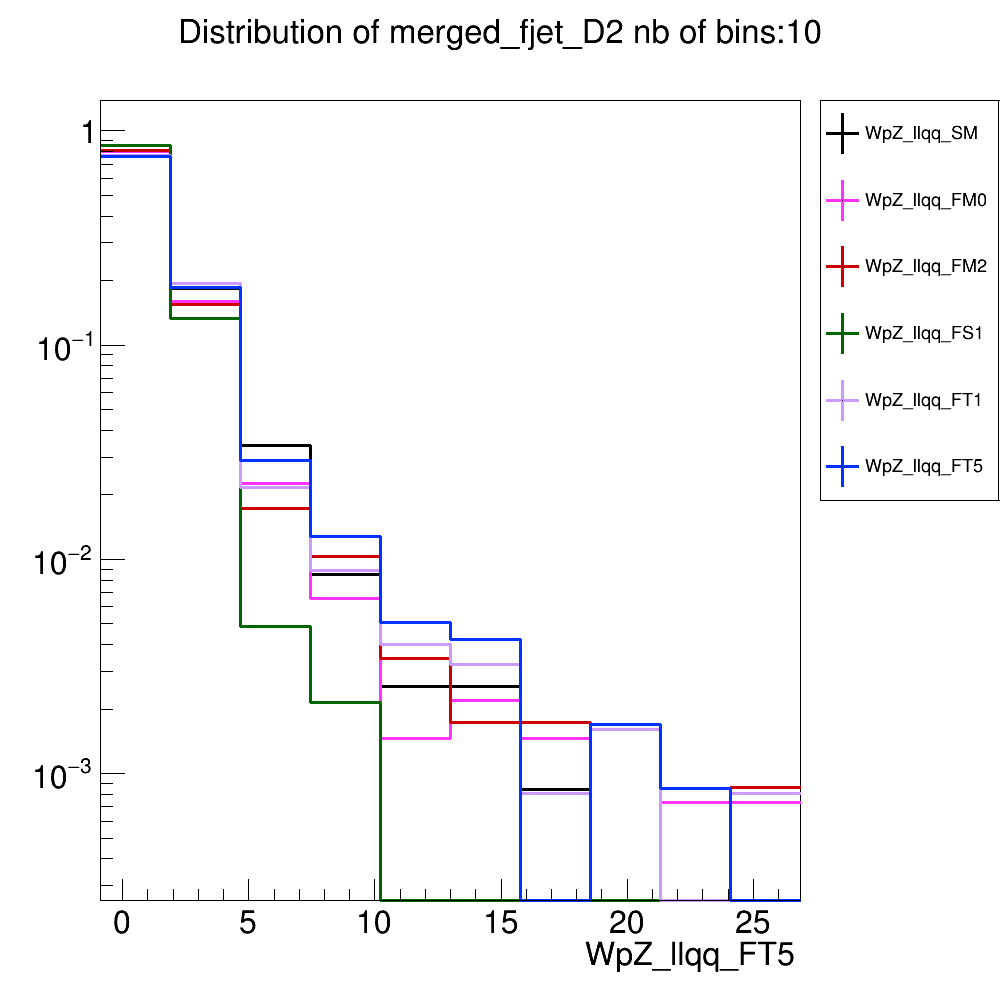 Distribution of merged_fjet_D2 nb of bins:10
WpZ_llqq_SM
WpZ_llqq_FM0
WpZ_llqq_FM2
WpZ_llqq_FS1
WpZ_llqq_FT1
WpZ_llqq_FT5
1
10⁻¹
10⁻²
10⁻³
0 5 10 15 20 25
WpZ_llqq_FT5